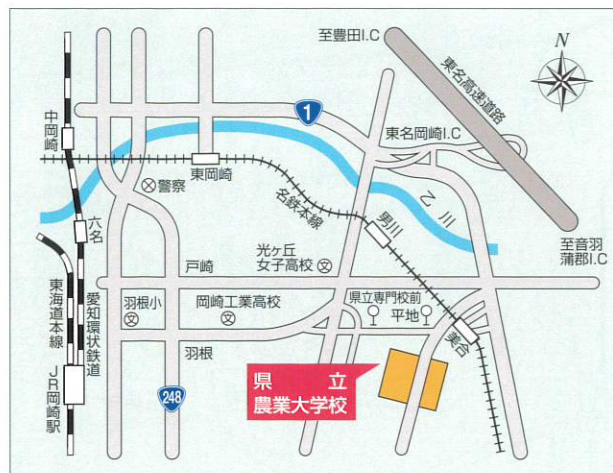 至豊田I.C
N
東名高速道路
中岡崎
1
東名岡崎I.C
東岡崎
警察
名鉄本線
男川
乙川
六名
至音羽
蒲郡I.C
光ヶ丘
女子高校
文
戸崎
東海道本線
愛知環状鉄道
羽根小
文
岡崎工業高校
文
県立専門校前
平地
美合
羽根
JR岡崎駅
248
県立
農業大学校